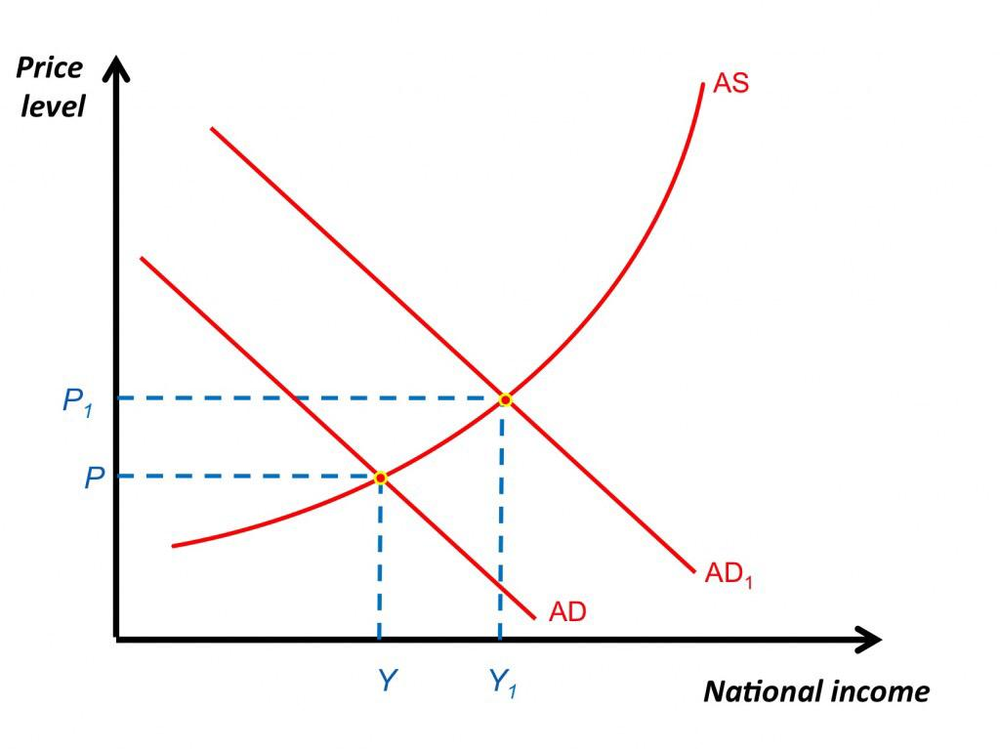 Price
level
AS
P₁
P
AD₁
AD
Y
Y₁
National income